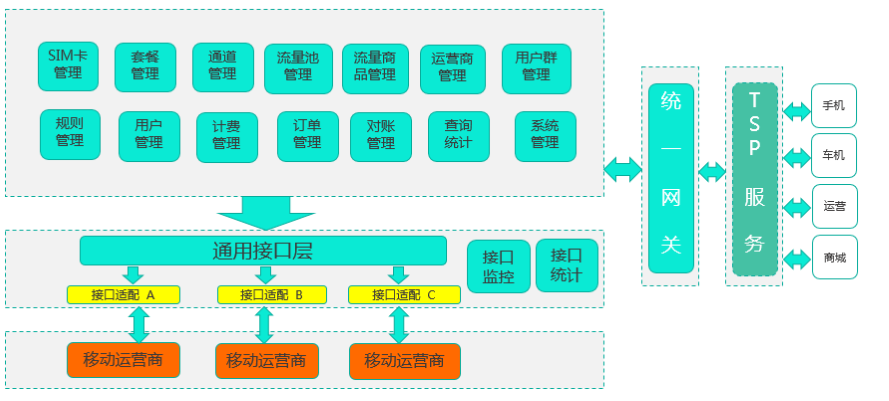 SIM卡
管理
套餐
管理
通道
管理
流量池
管理
流量商
品管理
运营商
管理
用户群
管理
规则
管理
用户
管理
计费
管理
订单
管理
对账
管理
查询
统计
系统
管理
通用接口层
接口
监控
接口
统计
接口适配 A
接口适配 B
接口适配 C
移动运营商
移动运营商
移动运营商
统
一
网
关
T
S
P
服
务
手机
车机
运营
商城